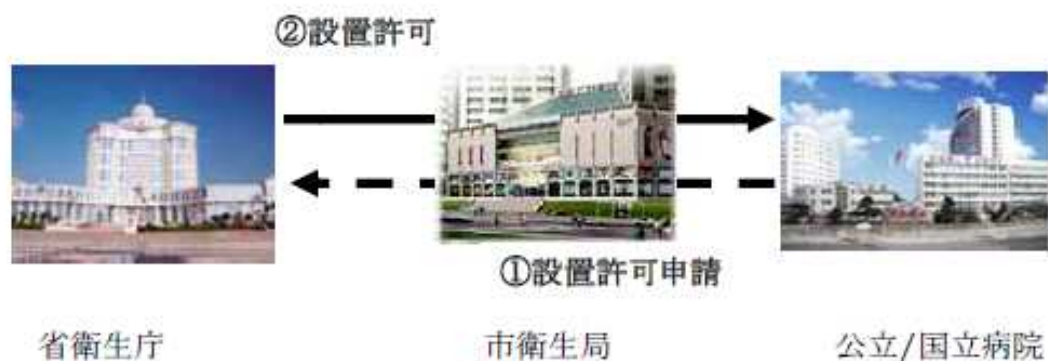 ②設置許可
①設置許可申請
省衛生庁
市衛生局
公立/国立病院